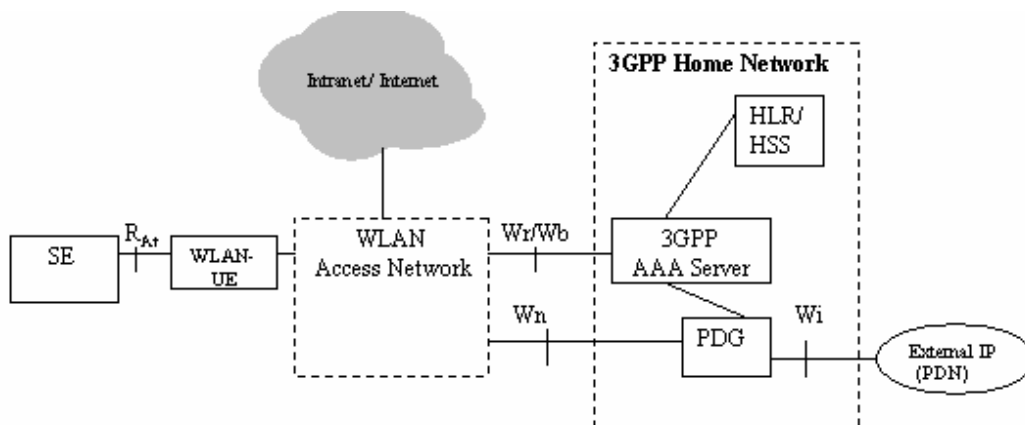 Intranet/ Internet
3GPP Home Network
HLR/
HSS
SE
R_At
WLAN-
UE
WLAN
Access Network
Wr/Wb
3GPP
AAA Server
Wn
PDG
Wi
External IP
(PDN)